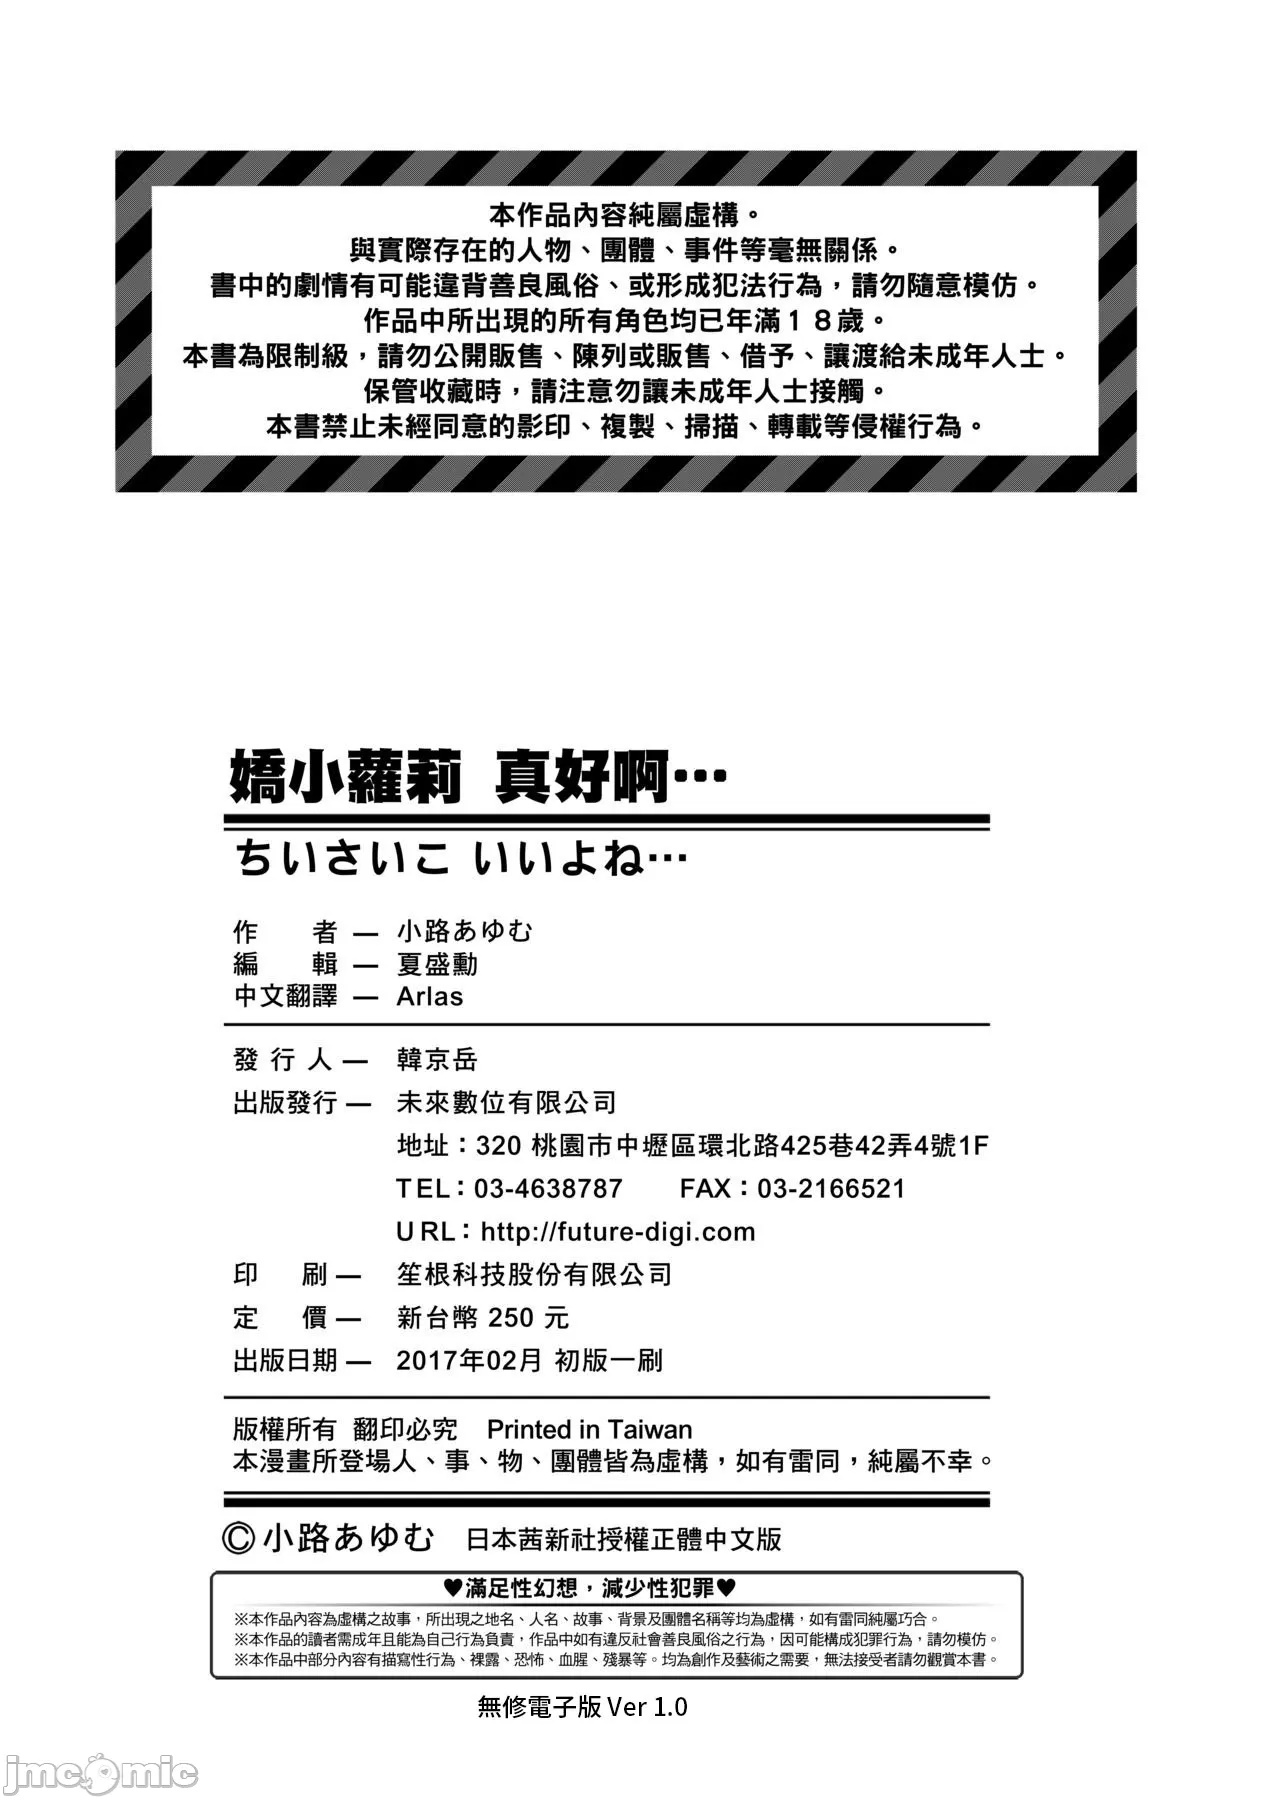 本作品內容純屬虛構。
與實際存在的人物、團體、事件等毫無關係。
書中的劇情有可能違背善良風俗、或形成犯法行為，請勿隨意模仿。
作品中所出現的所有角色均已年滿１８歲。
本書為限制級，請勿公開販售、陳列或販售、借予、讓渡給未成年人士。
保管收藏時，請注意勿讓未成年人士接觸。
本書禁止未經同意的影印、複製、掃描、轉載等侵權行為。
嬌小蘿莉 真好啊…
ちいさいこ いいよね…
作者 — 小路あゆむ
編輯 — 夏盛勳
中文翻譯 — Arlas
發行人 — 韓京岳
出版發行 — 未來數位有限公司
地址：320 桃園市中壢區環北路425巷42弄4號1F
TEL：03-4638787 FAX：03-2166521
URL：http://future-digi.com
印刷 — 笙根科技股份有限公司
定價 — 新台幣 250 元
出版日期 — 2017年02月 初版一刷
版權所有 翻印必究 Printed in Taiwan
本漫畫所登場人、事、物、團體皆為虛構，如有雷同，純屬不幸。
©小路あゆむ 日本茜新社授權正體中文版
♥滿足性幻想，減少性犯罪♥
※本作品內容為虛構之故事，所出現之地名、人名、故事、背景及團體名稱等均為虛構，如有雷同純屬巧合。
※本作品的讀者需成年且能為自己行為負責，作品中如有違反社會善良風俗之行為，因可能構成犯罪行為，請勿模仿。
※本作品中部分內容有描寫性行為、裸露、恐怖、血腥、殘暴等。均為創作及藝術之需要，無法接受者請勿觀賞本書。
無修電子版 Ver 1.0
jmcomic